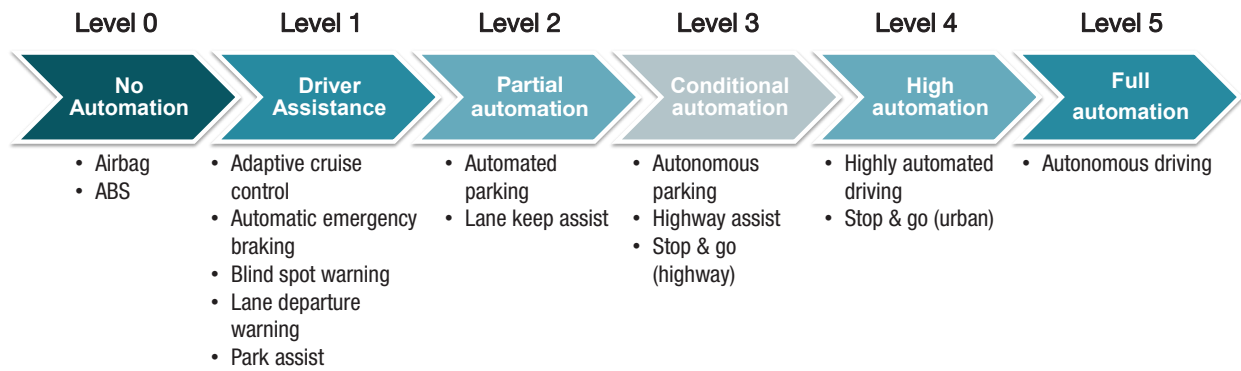 Level 0
Level 1
Level 2
Level 3
Level 4
Level 5
No
Automation
Driver
Assistance
Partial
automation
Conditional
automation
High
automation
Full
automation
• Airbag
• ABS
• Adaptive cruise
control
• Automatic emergency
braking
• Blind spot warning
• Lane departure
warning
• Park assist
• Automated
parking
• Lane keep assist
• Autonomous
parking
• Highway assist
• Stop & go
(highway)
• Highly automated
driving
• Stop & go (urban)
• Autonomous driving